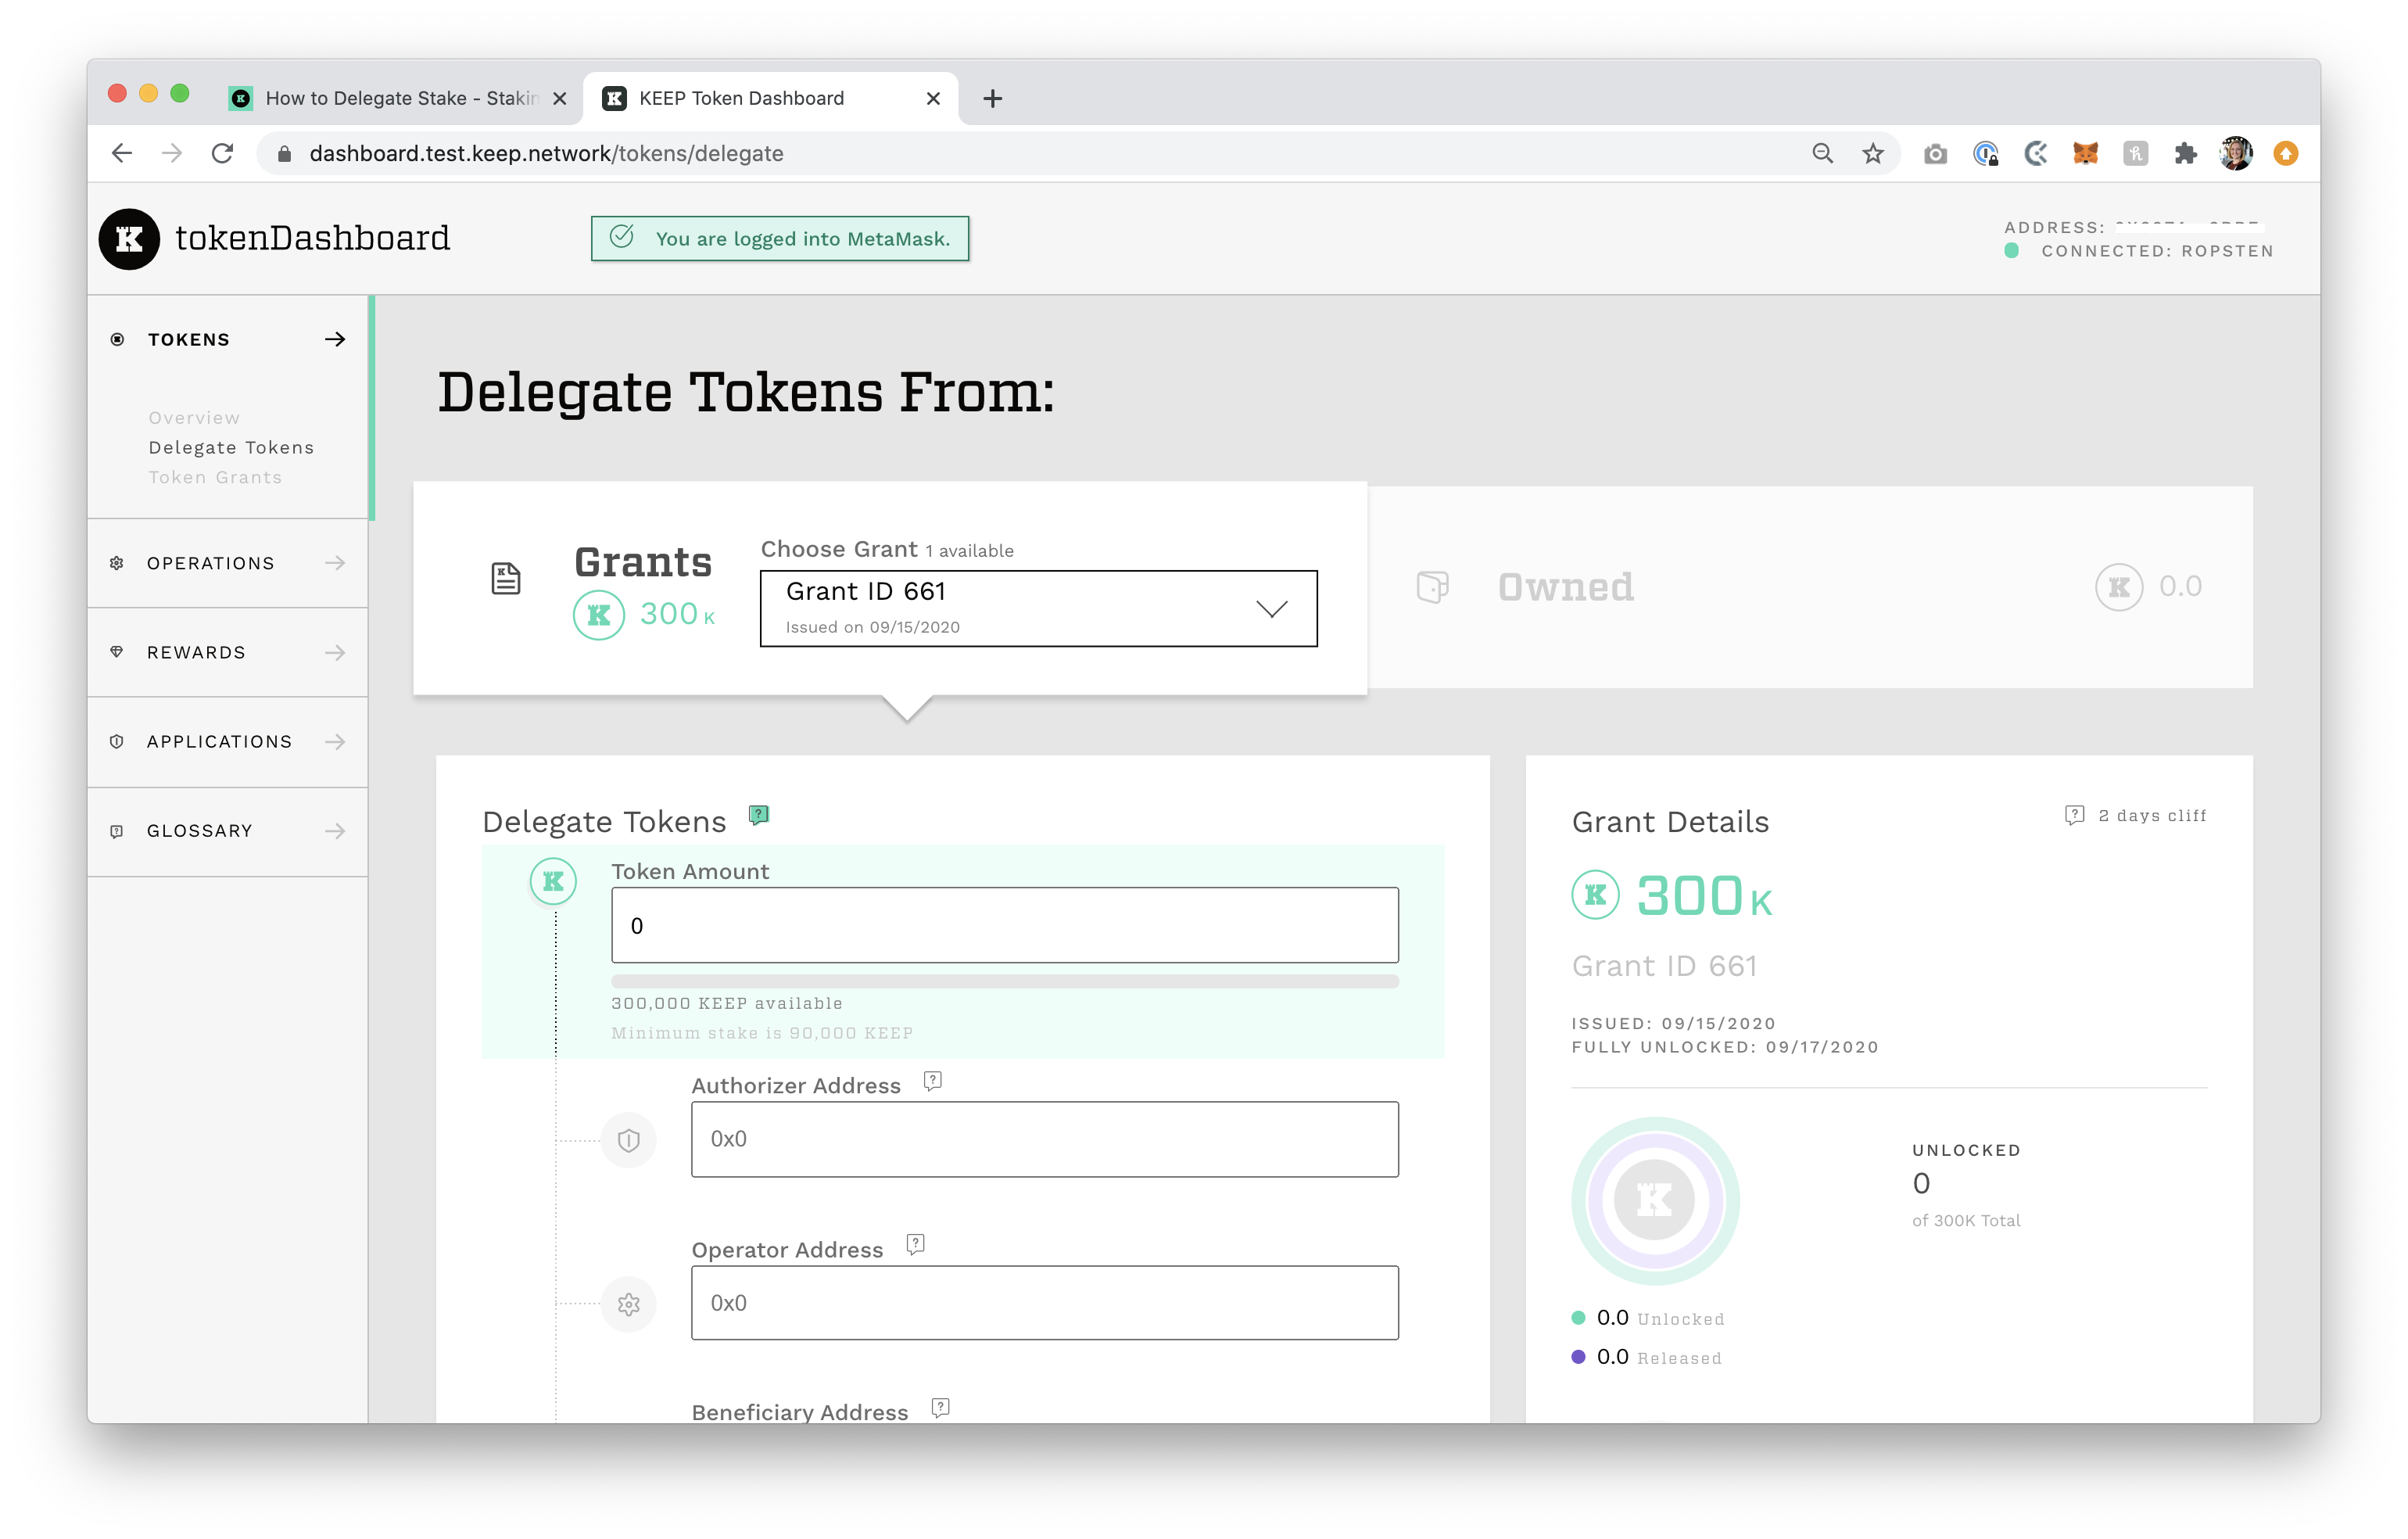 How to Delegate Stake - Stakin
KEEP Token Dashboard
dashboard.test.keep.network/tokens/delegate
tokenDashboard
You are logged into MetaMask.
ADDRESS:
CONNECTED: ROPSTEN
TOKENS
Overview
Delegate Tokens
Token Grants
OPERATIONS
REWARDS
APPLICATIONS
GLOSSARY
Delegate Tokens From:
Grants
300 K
Choose Grant 1 available
Grant ID 661
Issued on 09/15/2020
Owned
0.0
Delegate Tokens
Token Amount
0
300,000 KEEP available
Minimum stake is 90,000 KEEP
Authorizer Address
0x0
Operator Address
0x0
Beneficiary Address
Grant Details
2 days cliff
300 K
Grant ID 661
ISSUED: 09/15/2020
FULLY UNLOCKED: 09/17/2020
UNLOCKED
0
of 300K Total
0.0 Unlocked
0.0 Released